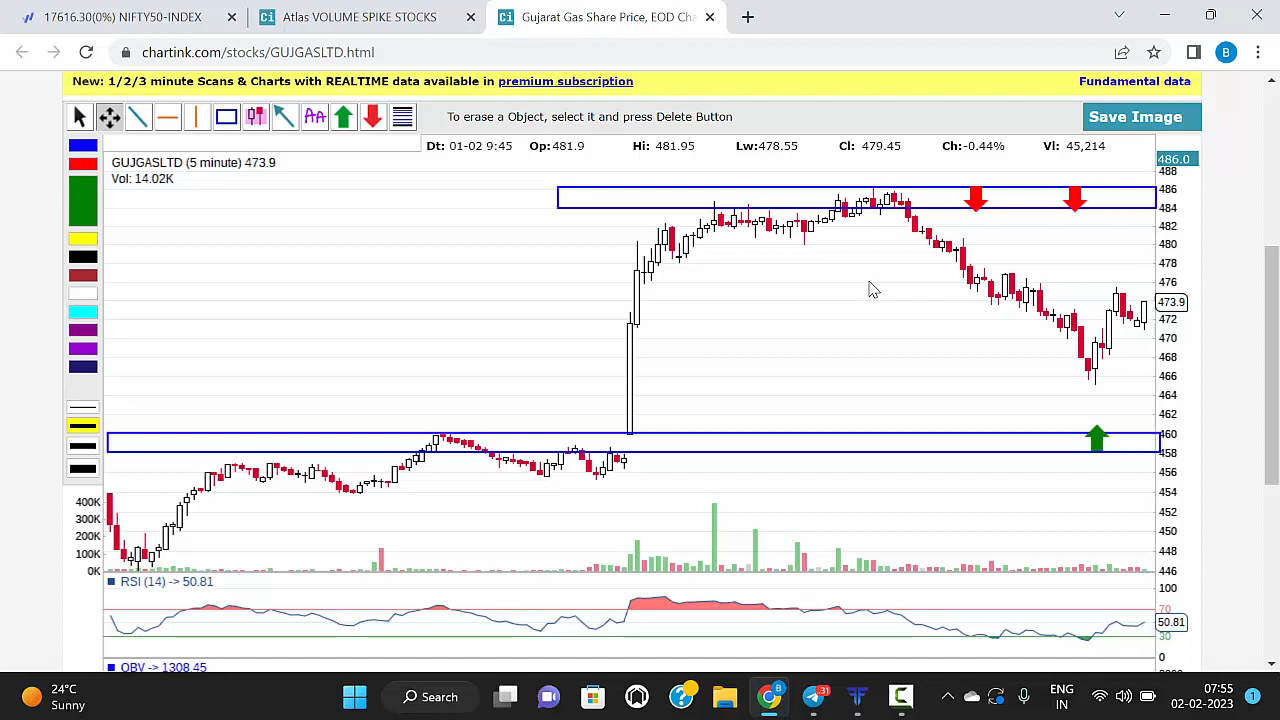 17616.30(0%) NIFTY50-INDEX
Atlas VOLUME SPIKE STOCKS
Gujarat Gas Share Price, EOD Cha
chartink.com/stocks/GUJGASLTD.html
B
New: 1/2/3 minute Scans & Charts with REALTIME data available in premium subscription
Fundamental data
AA
To erase a Object, select it and press Delete Button
Save Image
Dt: 01-02 9:45 Op:481.9 Hi: 481.95 Lw:478.55 Cl: 479.45 Ch:-0.44% Vl: 45,214
GUJGASLTD (5 minute) 473.9
Vol: 14.02K
486.0
488
486
484
482
480
478
476
473.9
472
470
468
466
464
462
460
458
456
454
452
450
448
446
400K
300K
200K
100K
0K
RSI (14) -> 50.81
100
70
50.81
30
0
OBV -> 1308.45
24°C
Sunny
Search
B
31
ENG
IN
07:55
02-02-2023
1